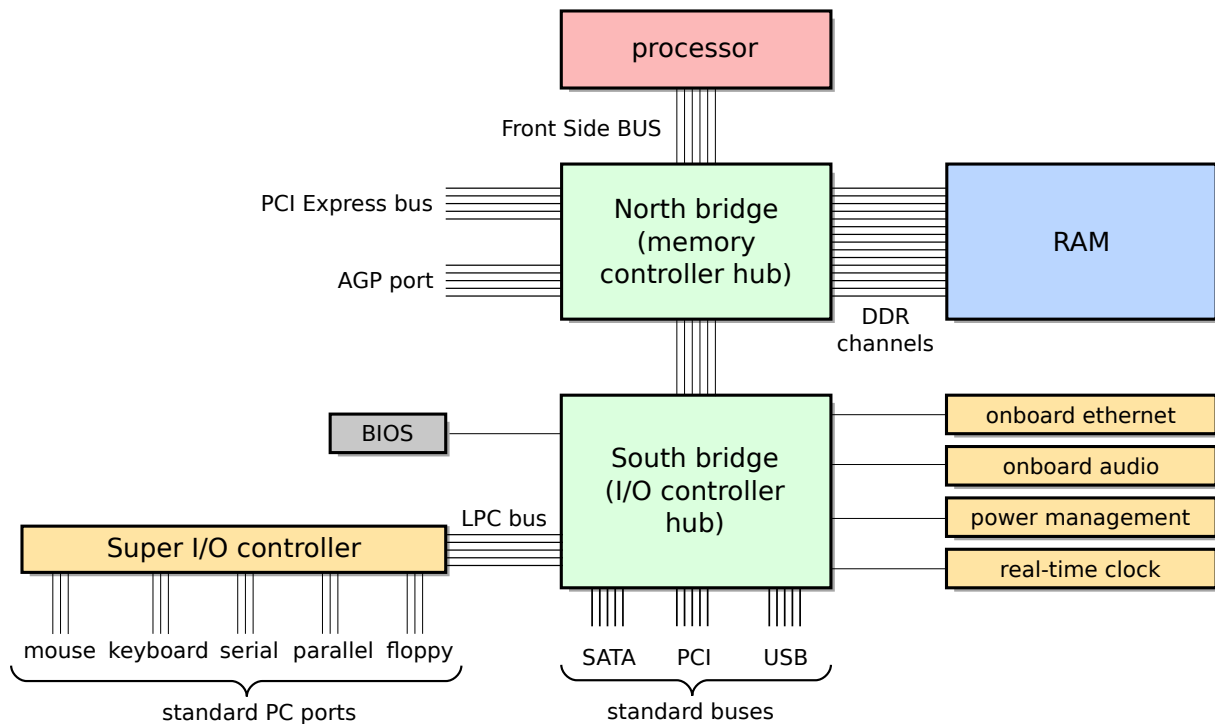 processor
Front Side BUS
PCI Express bus
AGP port
North bridge
(memory
controller hub)
RAM
DDR
channels
BIOS
South bridge
(I/O controller
hub)
onboard ethernet
onboard audio
power management
real-time clock
LPC bus
Super I/O controller
mouse
keyboard
serial
parallel
floppy
standard PC ports
SATA
PCI
USB
standard buses